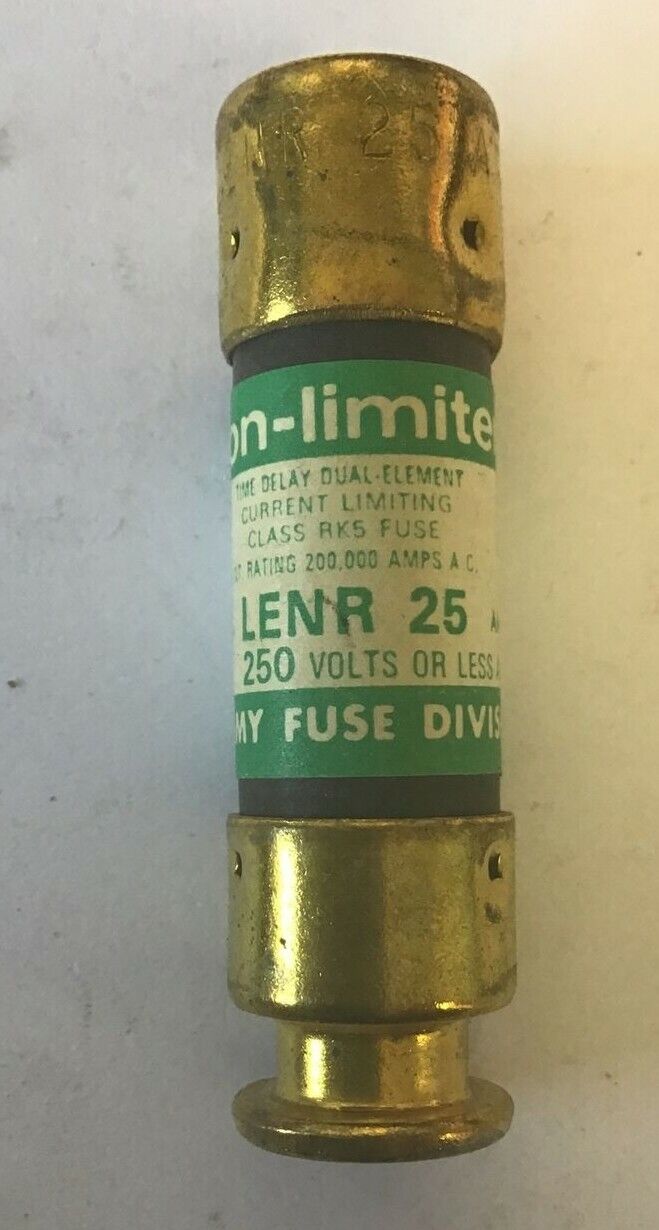 NR 25 A
on-limite
TIME DELAY DUAL-ELEMENT
CURRENT LIMITING
CLASS RK5 FUSE
RATING 200,000 AMPS A C.
LENR 25
250 VOLTS OR LESS A
MY FUSE DIVIS